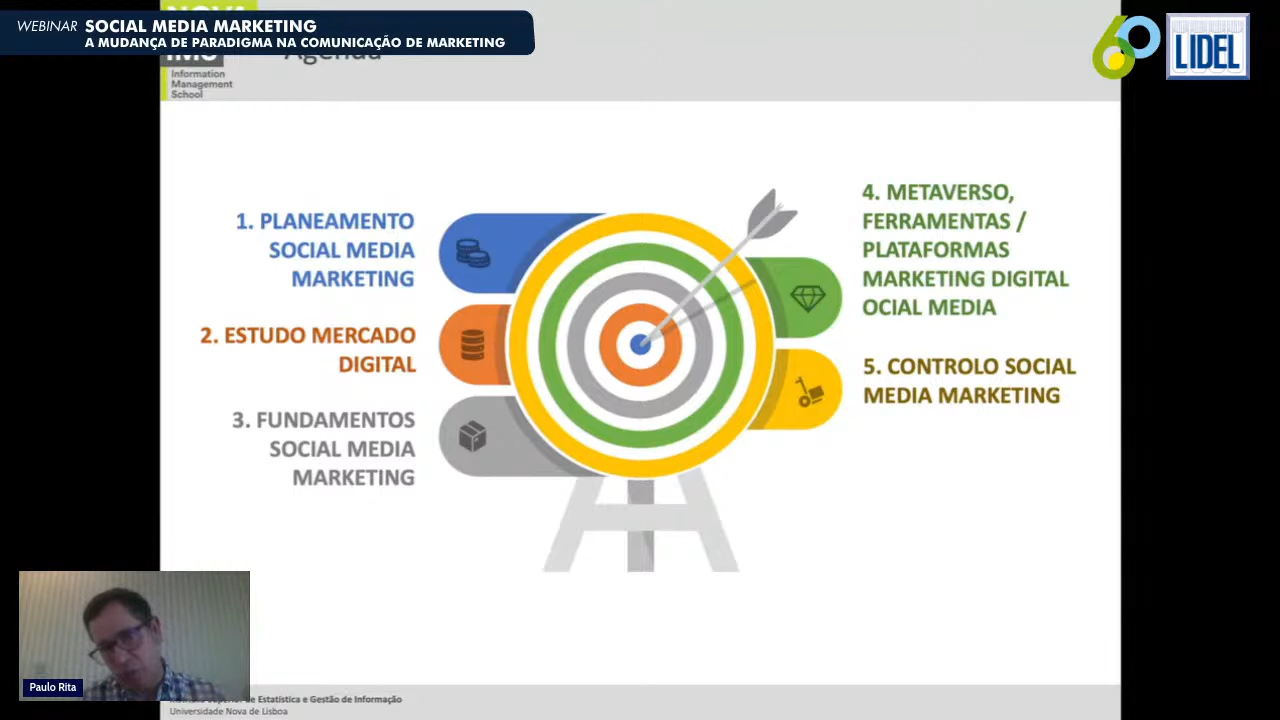 WEBINAR SOCIAL MEDIA MARKETING
A MUDANÇA DE PARADIGMA NA COMUNICAÇÃO DE MARKETING
60
LIDEL
Agenda
Information
Management
School
1. PLANEAMENTO
SOCIAL MEDIA
MARKETING
2. ESTUDO MERCADO
DIGITAL
3. FUNDAMENTOS
SOCIAL MEDIA
MARKETING
4. METAVERSO,
FERRAMENTAS /
PLATAFORMAS
MARKETING DIGITAL
OCIAL MEDIA
5. CONTROLO SOCIAL
MEDIA MARKETING
Paulo Rita
de Estatística e Gestão de Informação
Universidade Nova de Lisboa